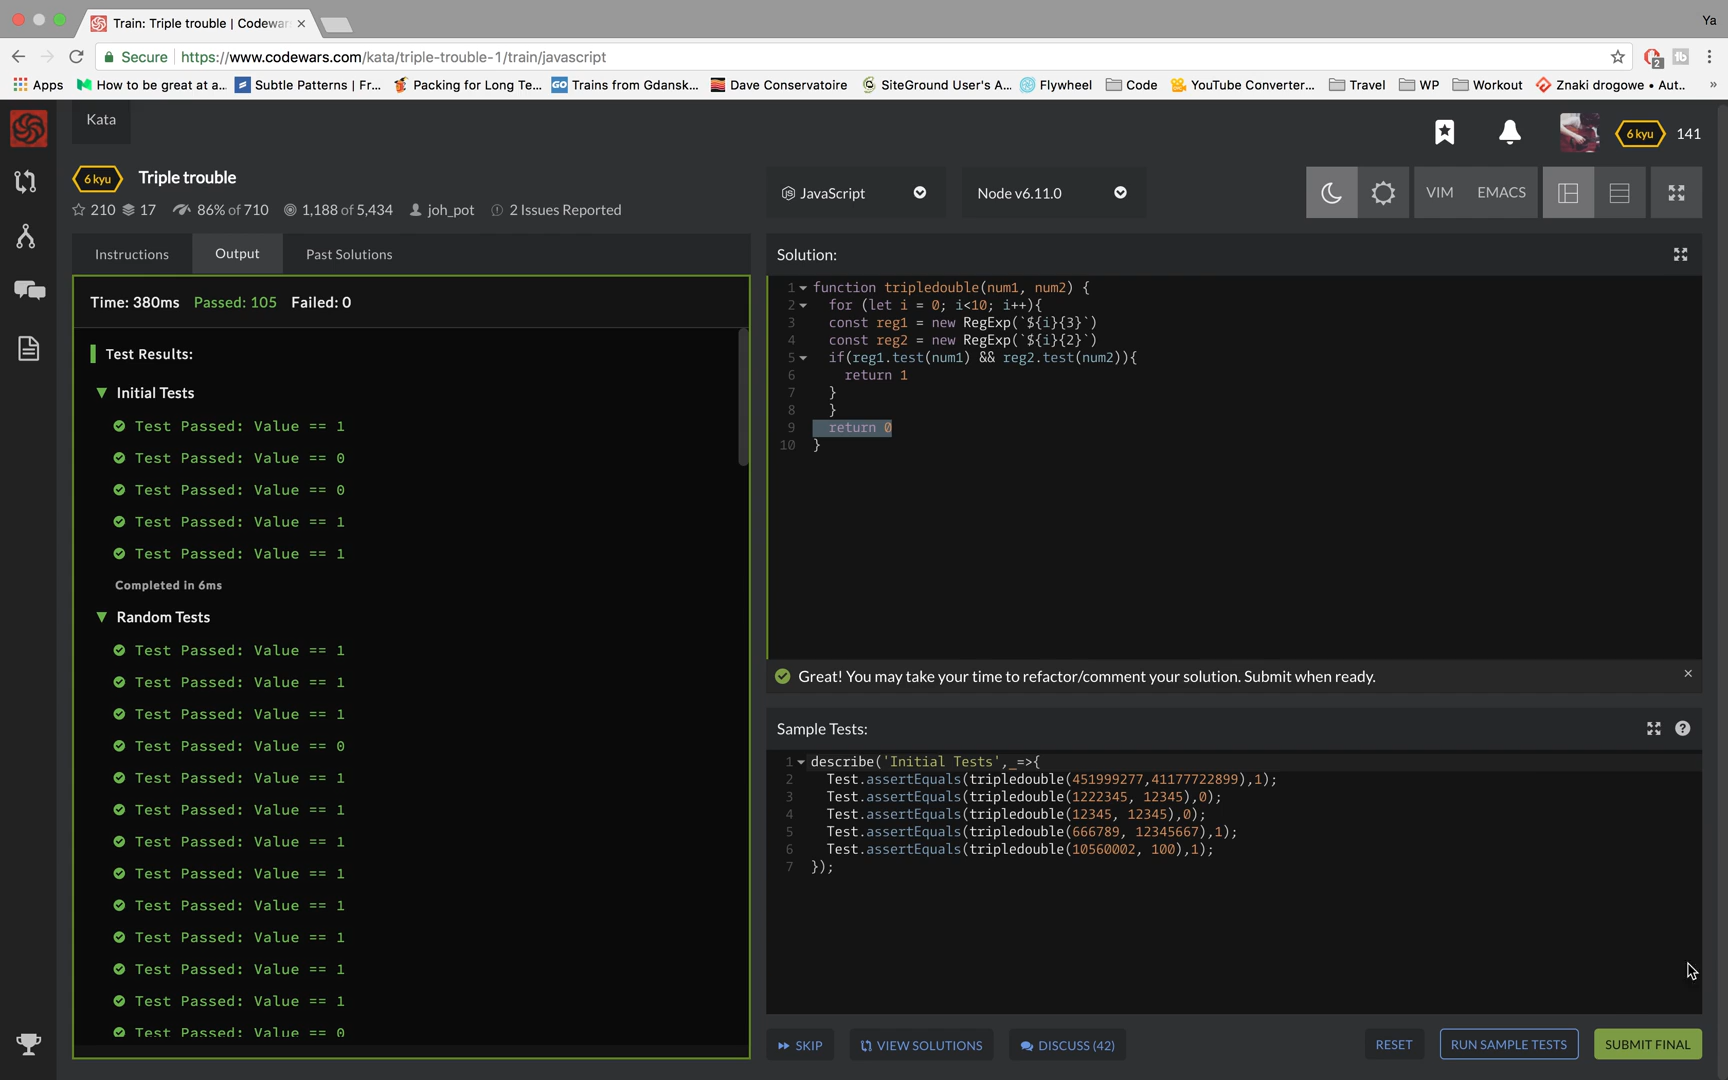 Train: Triple trouble | Codewar
Ya
Secure https://www.codewars.com/kata/triple-trouble-1/train/javascript
2
Apps How to be great at a... Subtle Patterns | Fr... Packing for Long Te... GO Trains from Gdansk... Dave Conservatoire SiteGround User's A... Flywheel Code YouTube Converter... Travel WP Workout Znaki drogowe • Aut... »
Kata
6 kyu 141
6 kyu Triple trouble
210 17 86% of 710 1,188 of 5,434 joh_pot 2 Issues Reported
JavaScript Node v6.11.0 VIM EMACS
Instructions Output Past Solutions
Time: 380ms Passed: 105 Failed: 0
Test Results:
Initial Tests
Test Passed: Value == 1
Test Passed: Value == 0
Test Passed: Value == 0
Test Passed: Value == 1
Test Passed: Value == 1
Completed in 6ms
Random Tests
Test Passed: Value == 1
Test Passed: Value == 1
Test Passed: Value == 1
Test Passed: Value == 0
Test Passed: Value == 1
Test Passed: Value == 1
Test Passed: Value == 1
Test Passed: Value == 1
Test Passed: Value == 1
Test Passed: Value == 1
Test Passed: Value == 1
Test Passed: Value == 1
Test Passed: Value == 0
Solution:
1 function tripledouble(num1, num2) {
2 for (let i = 0; i<10; i++){
3 const reg1 = new RegExp(`${i}{3}`)
4 const reg2 = new RegExp(`${i}{2}`)
5 if(reg1.test(num1) && reg2.test(num2)){
6 return 1
7 }
8 }
9 return 0
10 }
Great! You may take your time to refactor/comment your solution. Submit when ready.
Sample Tests:
1 describe('Initial Tests',_=>{
2 Test.assertEquals(tripledouble(451999277,41177722899),1);
3 Test.assertEquals(tripledouble(1222345, 12345),0);
4 Test.assertEquals(tripledouble(12345, 12345),0);
5 Test.assertEquals(tripledouble(666789, 12345667),1);
6 Test.assertEquals(tripledouble(10560002, 100),1);
7 });
SKIP VIEW SOLUTIONS DISCUSS (42) RESET RUN SAMPLE TESTS SUBMIT FINAL